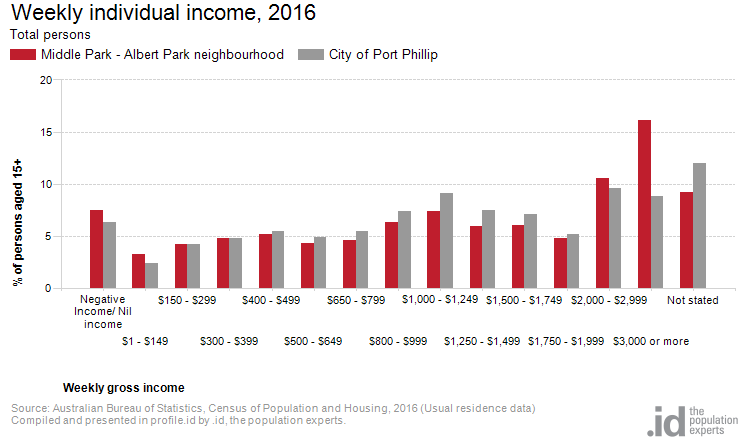 Weekly individual income, 2016
Total persons
Middle Park - Albert Park neighbourhood City of Port Phillip
% of persons aged 15+
20
15
10
5
0
Negative Income/ Nil income
$1 - $149
$150 - $299
$300 - $399
$400 - $499
$500 - $649
$650 - $799
$800 - $999
$1,000 - $1,249
$1,250 - $1,499
$1,500 - $1,749
$1,750 - $1,999
$2,000 - $2,999
$3,000 or more
Not stated
Weekly gross income
Source: Australian Bureau of Statistics, Census of Population and Housing, 2016 (Usual residence data)
Compiled and presented in profile.id by .id, the population experts.
.id the
population
experts